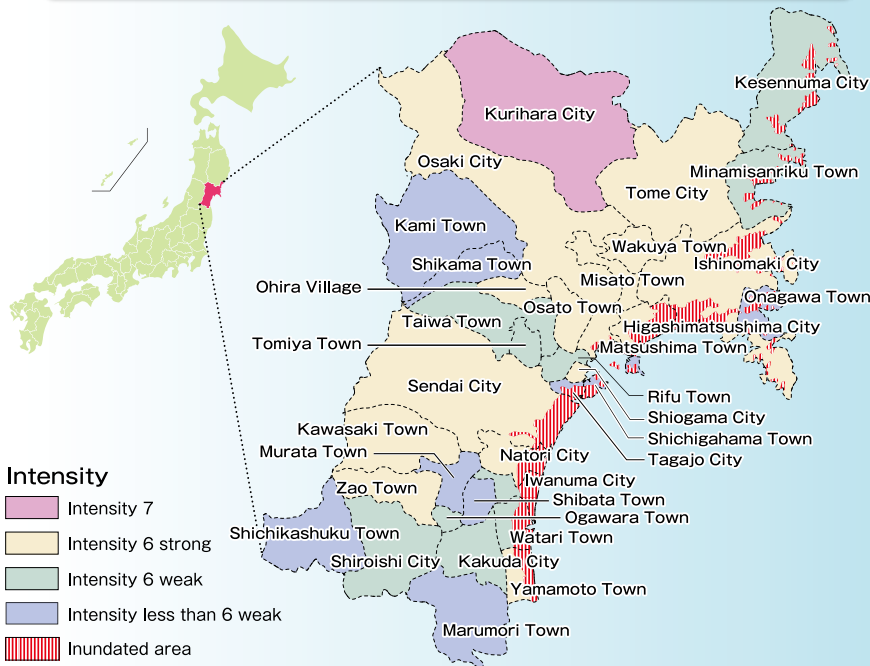 Kesennuma City
Kurihara City
Osaki City
Minamisanriku Town
Tome City
Kami Town
Wakuya Town
Shikama Town
Ishinomaki City
Misato Town
Ohira Village
Onagawa Town
Osato Town
Taiwa Town
Higashimatsushima City
Tomiya Town
Matsushima Town
Sendai City
Rifu Town
Shiogama City
Kawasaki Town
Shichigahama Town
Murata Town
Natori City
Tagajo City
Iwanuma City
Zao Town
Shibata Town
Ogawara Town
Shichikashuku Town
Watari Town
Shiroishi City
Kakuda City
Yamamoto Town
Marumori Town
Intensity
Intensity 7
Intensity 6 strong
Intensity 6 weak
Intensity less than 6 weak
Inundated area